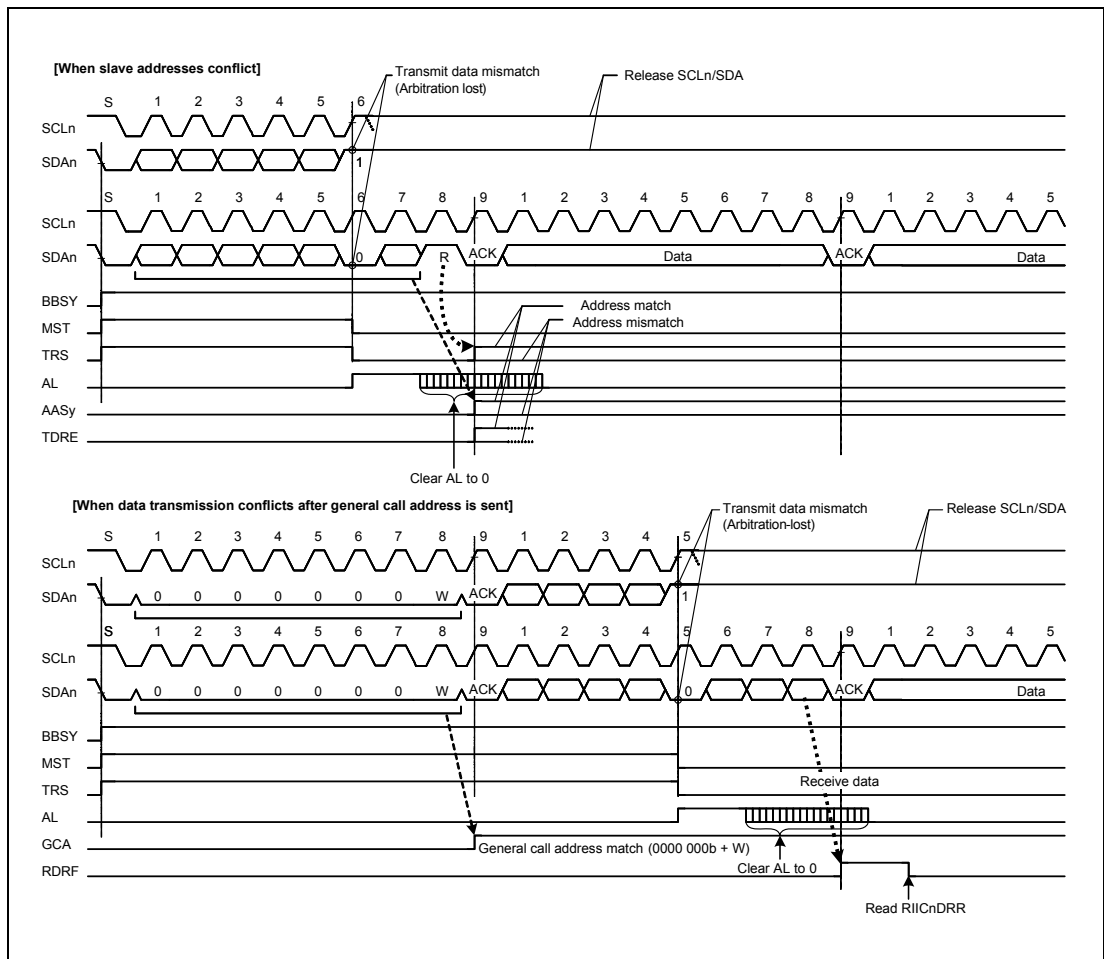 [When slave addresses conflict]
Transmit data mismatch
(Arbitration lost)
Release SCLn/SDA
S 1 2 3 4 5 6
SCLn
SDAn
1
S 1 2 3 4 5 6 7 8 9 1 2 3 4 5 6 7 8 9 1 2 3 4 5
SCLn
SDAn
0 R ACK Data ACK Data
BBSY
Address match
MST
Address mismatch
TRS
AL
AASy
TDRE
Clear AL to 0
[When data transmission conflicts after general call address is sent]
Transmit data mismatch
(Arbitration-lost)
Release SCLn/SDA
S 1 2 3 4 5 6 7 8 9 1 2 3 4 5
SCLn
SDAn 0 0 0 0 0 0 0 W ACK 1
S 1 2 3 4 5 6 7 8 9 1 2 3 4 5 6 7 8 9 1 2 3 4 5
SCLn
SDAn 0 0 0 0 0 0 0 W ACK 0 ACK Data
BBSY
MST
Receive data
TRS
AL
GCA
General call address match (0000 000b + W)
Clear AL to 0
RDRF
Read RIICnDRR